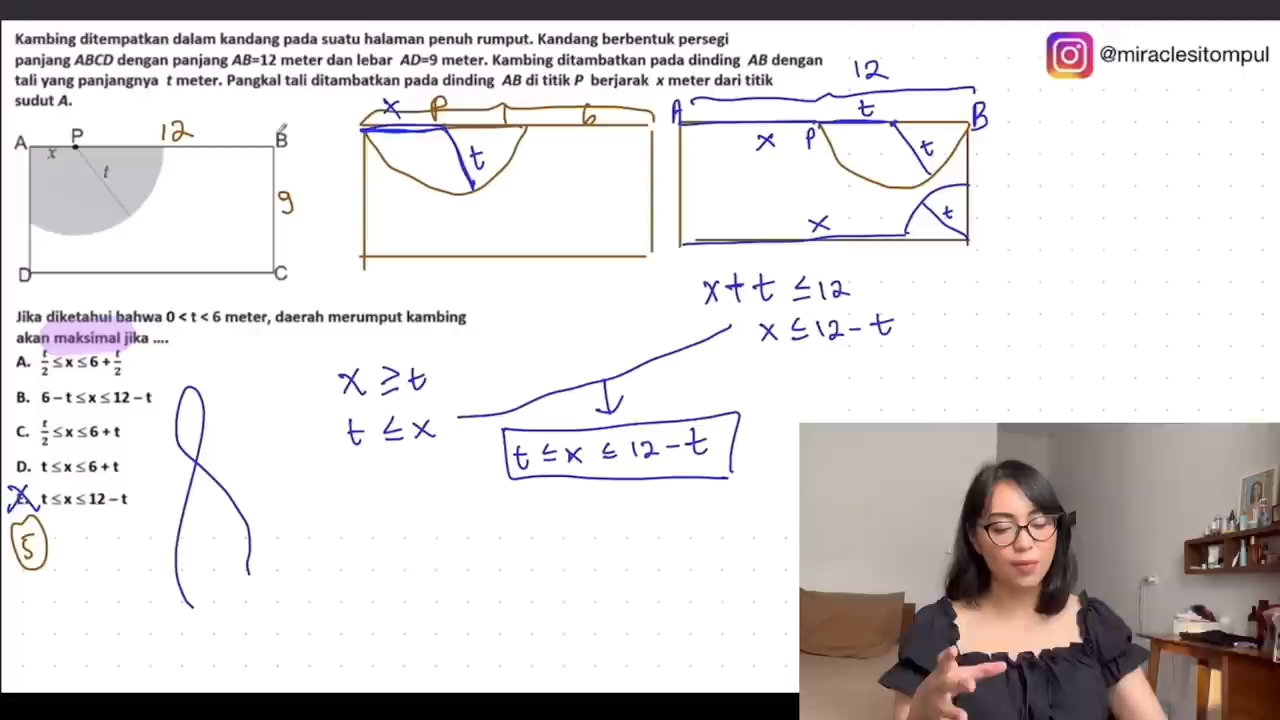 Kambing ditempatkan dalam kandang pada suatu halaman penuh rumput. Kandang berbentuk persegi
panjang ABCD dengan panjang AB=12 meter dan lebar AD=9 meter. Kambing ditambatkan pada dinding AB dengan
tali yang panjangnya t meter. Pangkal tali ditambatkan pada dinding AB di titik P berjarak x meter dari titik
sudut A.
@miraclesitompul
A P 12 B
x t
9
D C
x P 6
t
12
A t B
x P t
x t
x + t ≤ 12
x ≤ 12 - t
Jika diketahui bahwa 0 < t < 6 meter, daerah merumput kambing
akan maksimal jika ....
A. t/2 ≤ x ≤ 6 + t/2
B. 6 – t ≤ x ≤ 12 – t
C. t/2 ≤ x ≤ 6 + t
D. t ≤ x ≤ 6 + t
E. t ≤ x ≤ 12 – t
5
x ≥ t
t ≤ x
t ≤ x ≤ 12 - t